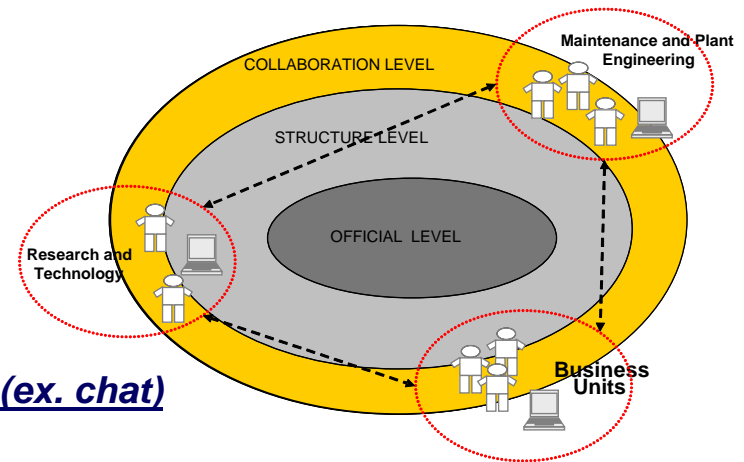 Maintenance and Plant
Engineering
COLLABORATION LEVEL
STRUCTURE LEVEL
OFFICIAL LEVEL
Research and
Technology
Business
Units
(ex. chat)